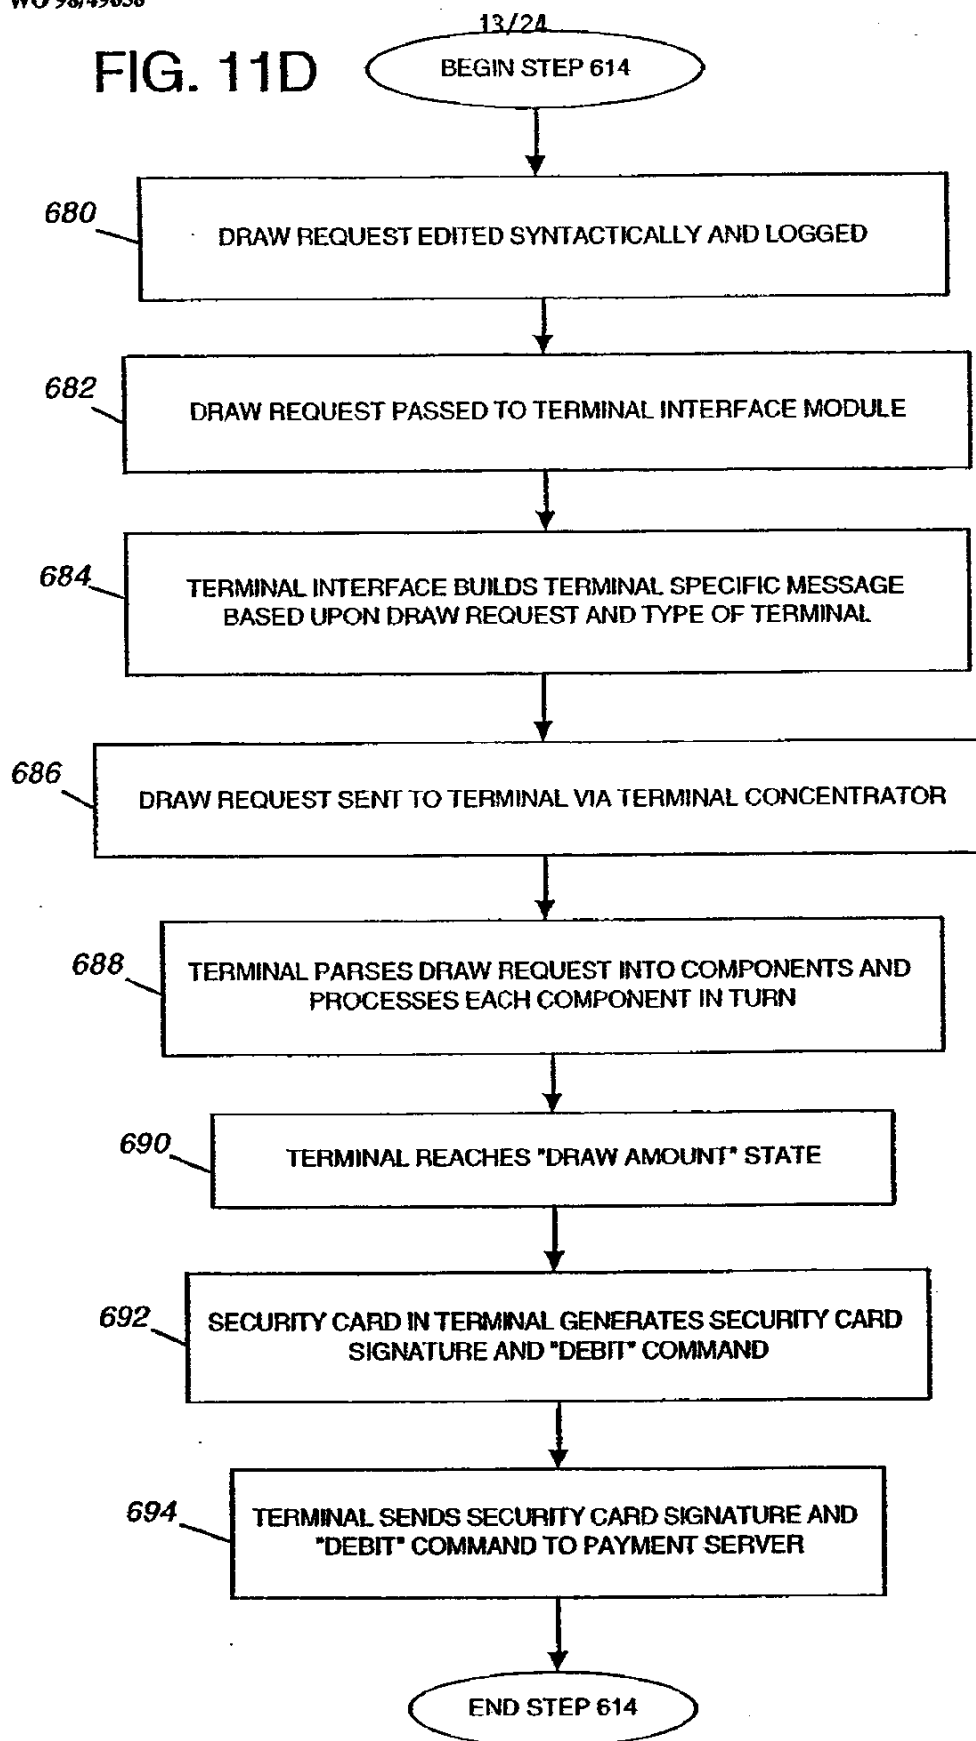 WO 98/49658
13/24
FIG. 11D
BEGIN STEP 614
680
DRAW REQUEST EDITED SYNTACTICALLY AND LOGGED
682
DRAW REQUEST PASSED TO TERMINAL INTERFACE MODULE
684
TERMINAL INTERFACE BUILDS TERMINAL SPECIFIC MESSAGE
BASED UPON DRAW REQUEST AND TYPE OF TERMINAL
686
DRAW REQUEST SENT TO TERMINAL VIA TERMINAL CONCENTRATOR
688
TERMINAL PARSES DRAW REQUEST INTO COMPONENTS AND
PROCESSES EACH COMPONENT IN TURN
690
TERMINAL REACHES "DRAW AMOUNT" STATE
692
SECURITY CARD IN TERMINAL GENERATES SECURITY CARD
SIGNATURE AND "DEBIT" COMMAND
694
TERMINAL SENDS SECURITY CARD SIGNATURE AND
"DEBIT" COMMAND TO PAYMENT SERVER
END STEP 614